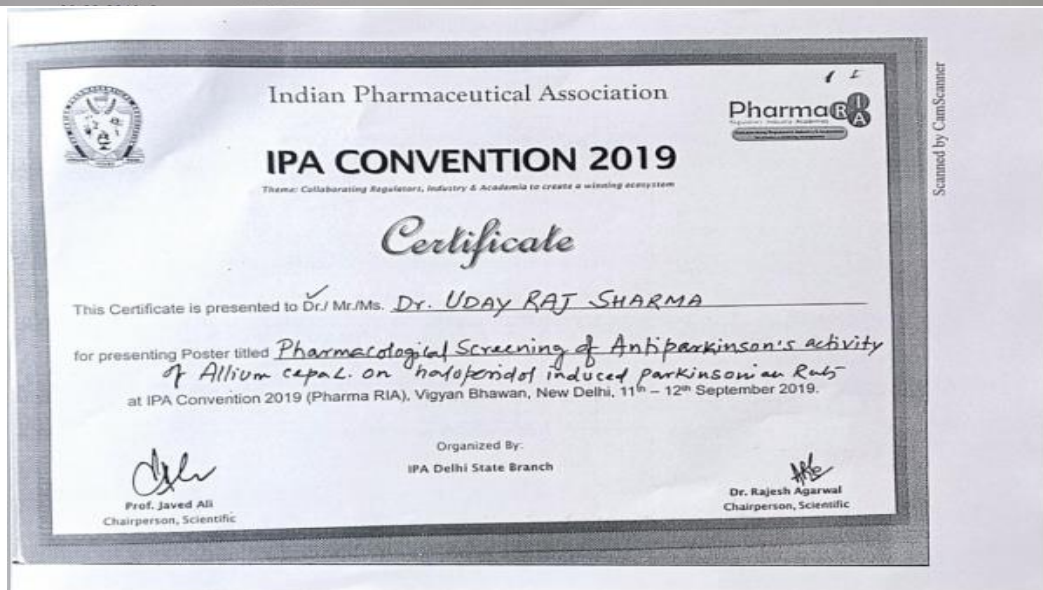 Indian Pharmaceutical Association
PharmaRIA
IPA CONVENTION 2019
Theme: Collaborating Regulators, Industry & Academia to create a winning ecosystem
Certificate
This Certificate is presented to Dr./ Mr./Ms. Dr. UDAY RAJ SHARMA
for presenting Poster titled Pharmacological Screening of Antiparkinson's activity
of Allium cepa L. on haloperidol induced parkinsonian Rats
at IPA Convention 2019 (Pharma RIA), Vigyan Bhawan, New Delhi, 11th – 12th September 2019.
Organized By:
IPA Delhi State Branch
Prof. Javed Ali
Chairperson, Scientific
Dr. Rajesh Agarwal
Chairperson, Scientific
Scanned by CamScanner